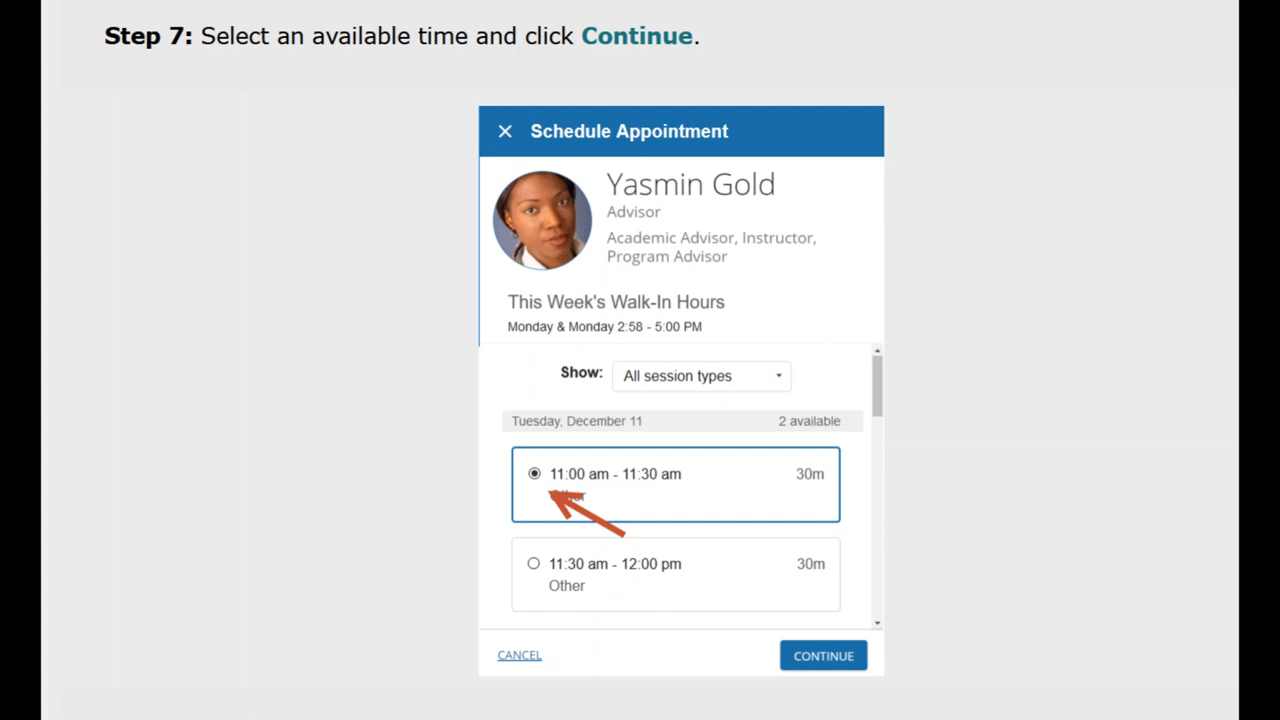 Step 7: Select an available time and click Continue.
Schedule Appointment
Yasmin Gold
Advisor
Academic Advisor, Instructor,
Program Advisor
This Week's Walk-In Hours
Monday & Monday 2:58 - 5:00 PM
Show: All session types
Tuesday, December 11 2 available
11:00 am - 11:30 am 30m
Other
11:30 am - 12:00 pm 30m
Other
CANCEL CONTINUE